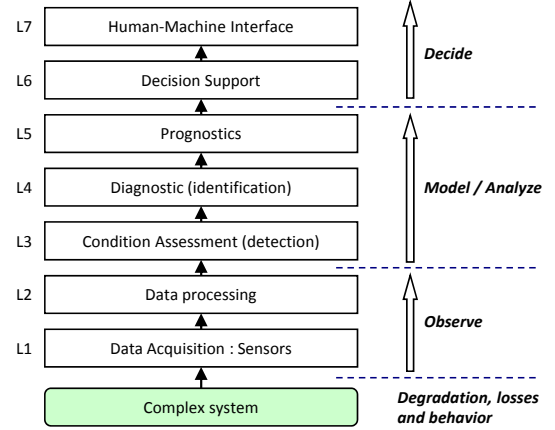 L7 Human-Machine Interface
Decide
L6 Decision Support
L5 Prognostics
L4 Diagnostic (identification)
Model / Analyze
L3 Condition Assessment (detection)
L2 Data processing
Observe
L1 Data Acquisition : Sensors
Complex system
Degradation, losses
and behavior